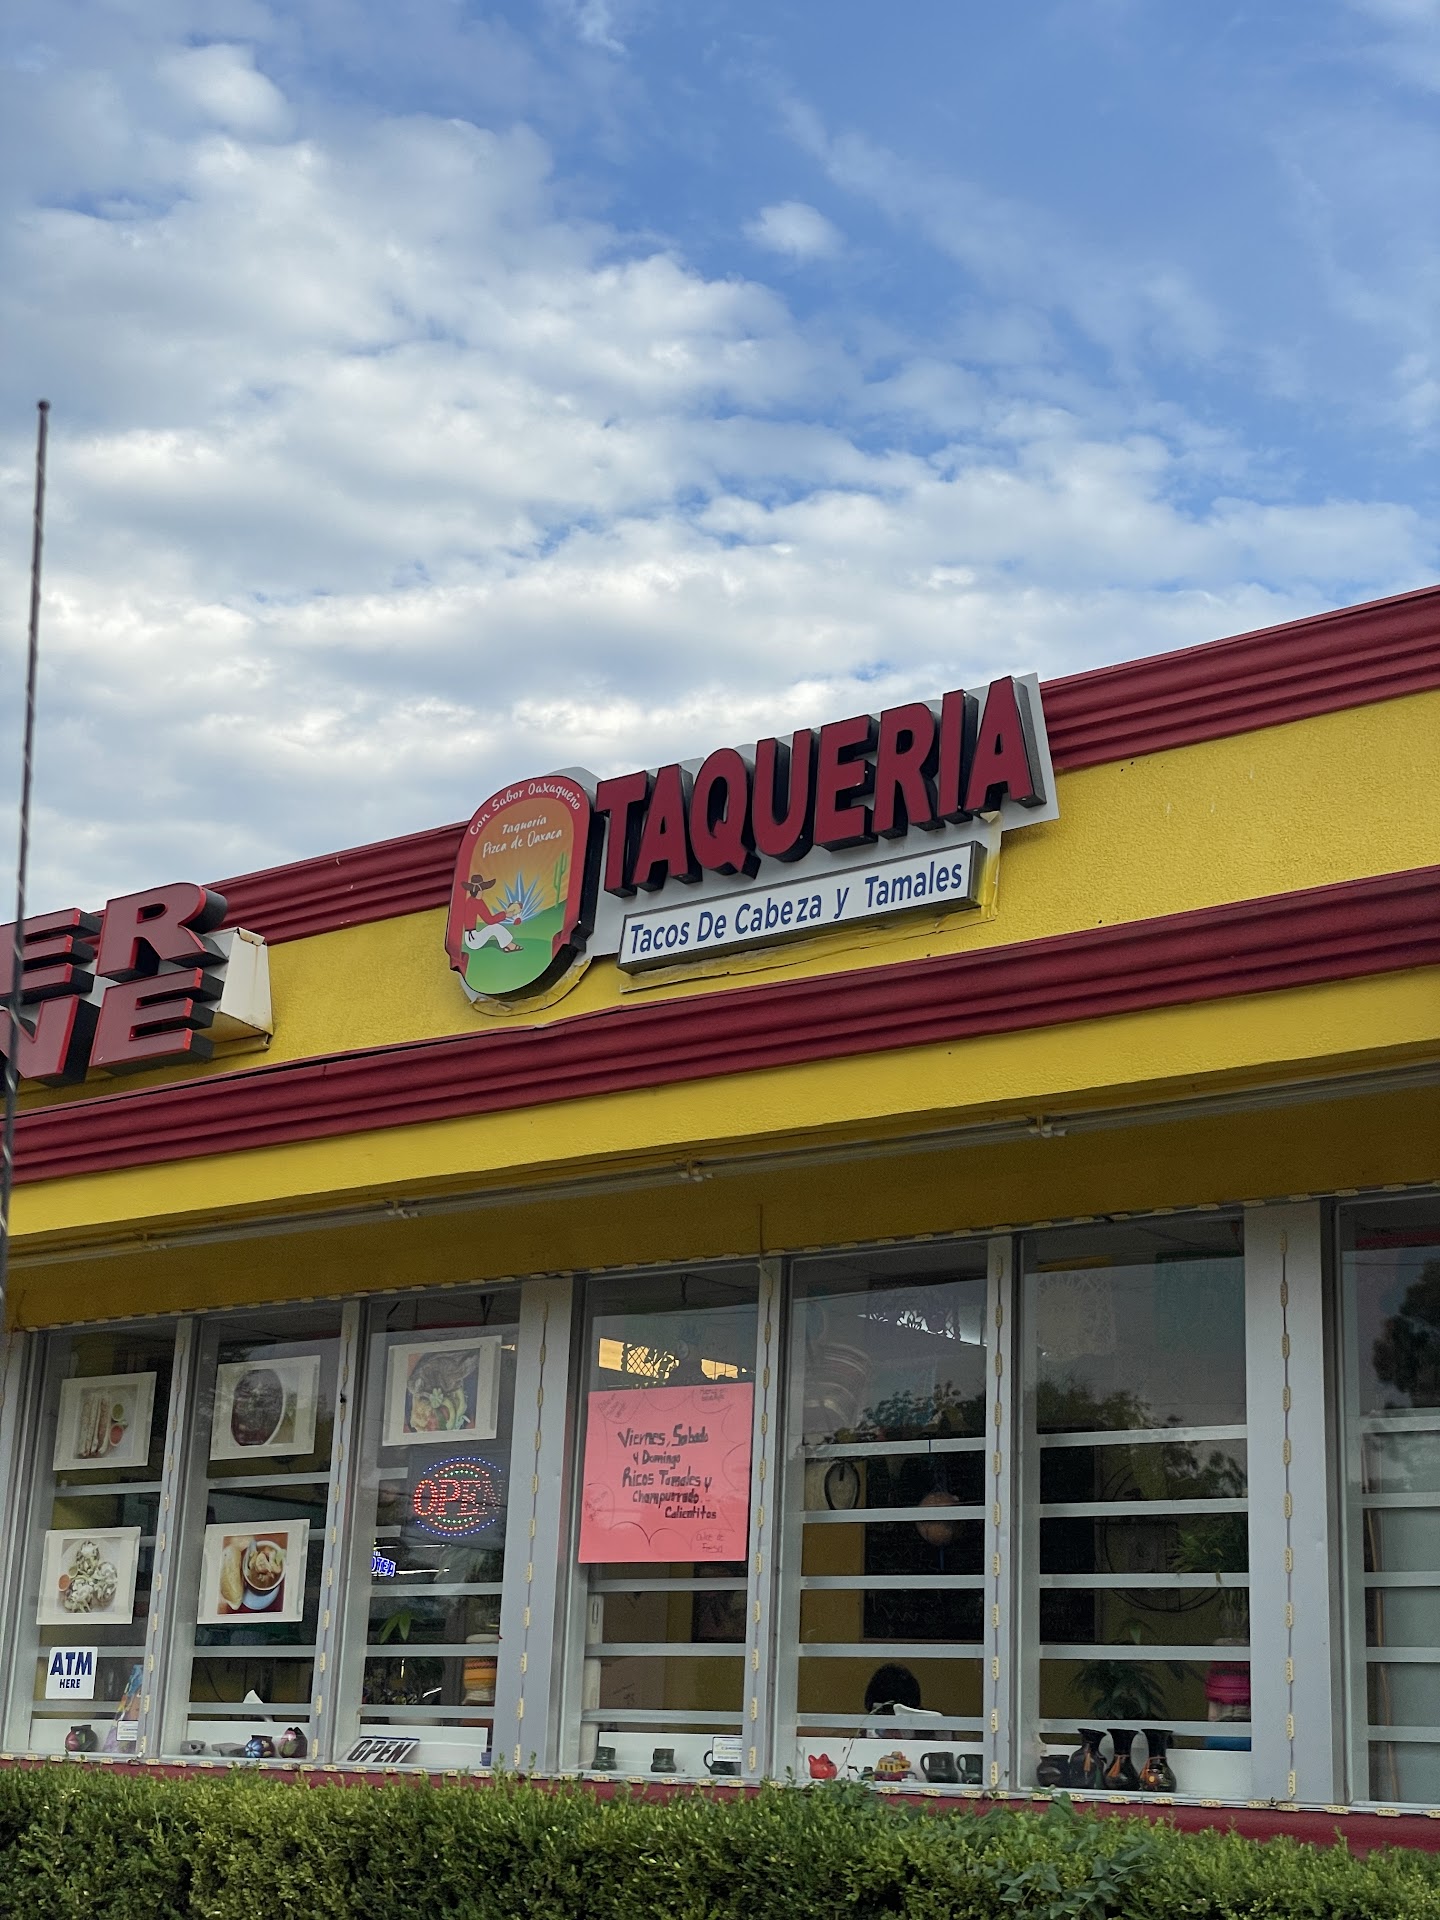 Con Sabor Oaxaqueño
Taquería
Pizca de Oaxaca
TAQUERIA
Tacos De Cabeza y Tamales
ER
NE
Viernes, Sabado
y Domingo
Ricos Tamales y
Champurrado
Calientitos
OPEN
ATM
HERE
OPEN